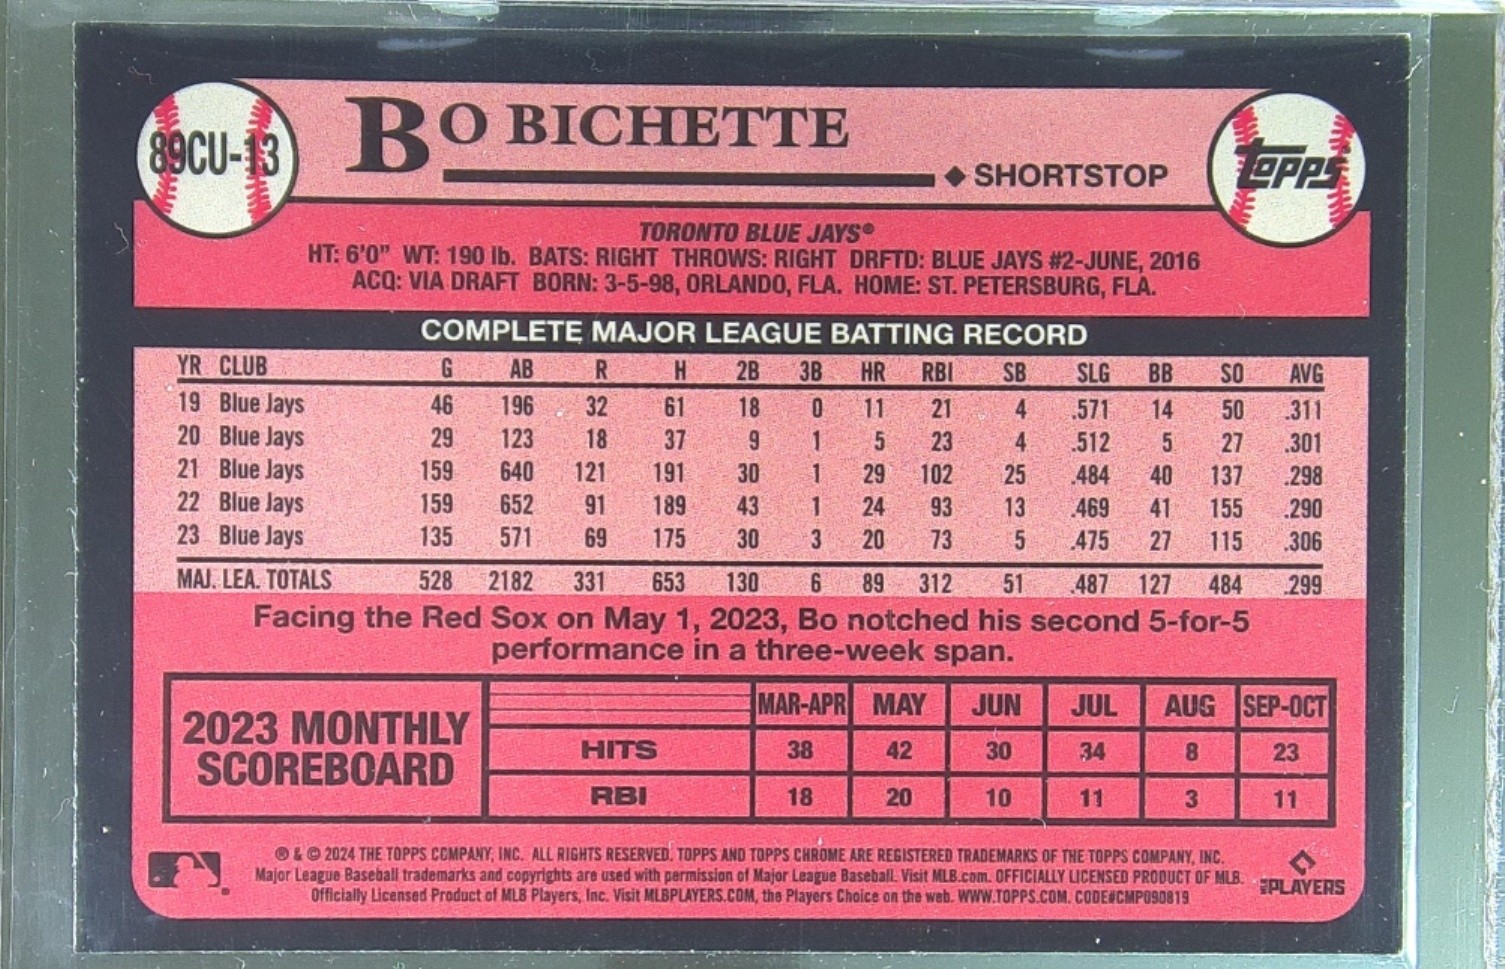 89CU-13
BO BICHETTE
◆ SHORTSTOP
TOPPS®
TORONTO BLUE JAYS®
HT: 6'0" WT: 190 lb. BATS: RIGHT THROWS: RIGHT DRFTD: BLUE JAYS #2-JUNE, 2016
ACQ: VIA DRAFT BORN: 3-5-98, ORLANDO, FLA. HOME: ST. PETERSBURG, FLA.
COMPLETE MAJOR LEAGUE BATTING RECORD
YR CLUB G AB R H 2B 3B HR RBI SB SLG BB SO AVG
19 Blue Jays 46 196 32 61 18 0 11 21 4 .571 14 50 .311
20 Blue Jays 29 123 18 37 9 1 5 23 4 .512 5 27 .301
21 Blue Jays 159 640 121 191 30 1 29 102 25 .484 40 137 .298
22 Blue Jays 159 652 91 189 43 1 24 93 13 .469 41 155 .290
23 Blue Jays 135 571 69 175 30 3 20 73 5 .475 27 115 .306
MAJ. LEA. TOTALS 528 2182 331 653 130 6 89 312 51 .487 127 484 .299
Facing the Red Sox on May 1, 2023, Bo notched his second 5-for-5
performance in a three-week span.
2023 MONTHLY
SCOREBOARD
MAR-APR MAY JUN JUL AUG SEP-OCT
HITS 38 42 30 34 8 23
RBI 18 20 10 11 3 11
® & © 2024 THE TOPPS COMPANY, INC. ALL RIGHTS RESERVED. TOPPS AND TOPPS CHROME ARE REGISTERED TRADEMARKS OF THE TOPPS COMPANY, INC.
Major League Baseball trademarks and copyrights are used with permission of Major League Baseball. Visit MLB.com. OFFICIALLY LICENSED PRODUCT OF MLB.
Officially Licensed Product of MLB Players, Inc. Visit MLBPLAYERS.COM, the Players Choice on the web. WWW.TOPPS.COM. CODE#CMP090819
MLBPLAYERS